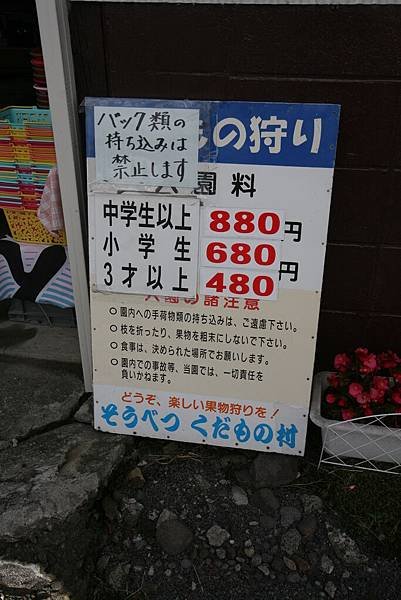 バック類の
持ち込みは
禁止します
もの狩り
入園料
中学生以上 880円
小学生 680
3才以上 480円
入園の諸注意
○園内への手荷物類の持ち込みは、ご遠慮下さい。
○枝を折ったり、果物を粗末にしないで下さい。
○食事は、決められた場所でお願いします。
○園内での事故等、当園では、一切責任を
負いかねます。
どうぞ、楽しい果物狩りを!
そうべつくだもの村